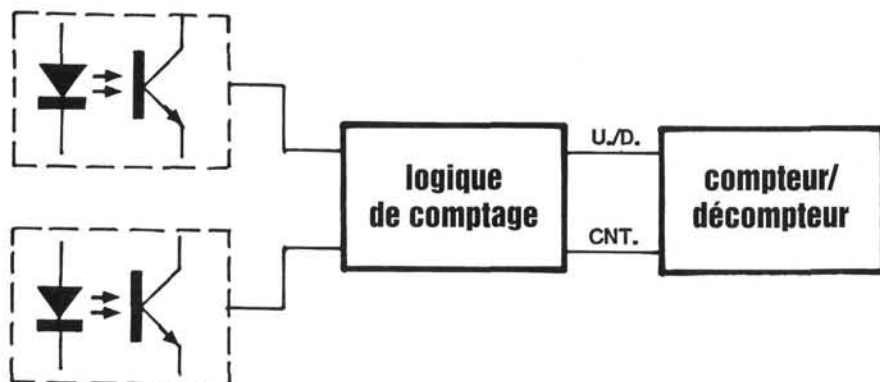 logique
de comptage
U./D.
CNT.
compteur/
décompteur